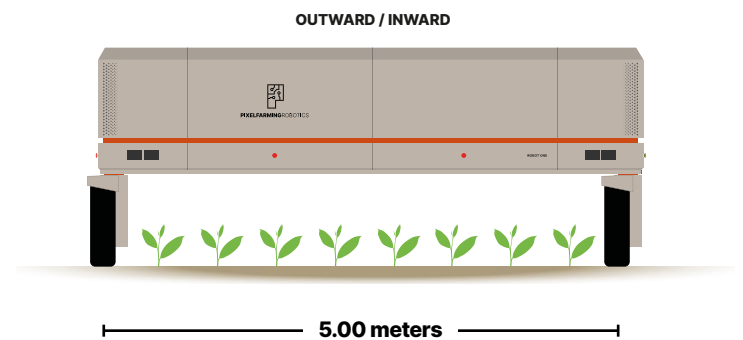 OUTWARD / INWARD
PIXELFARMINGROBOTICS
ROBOT ONE
5.00 meters